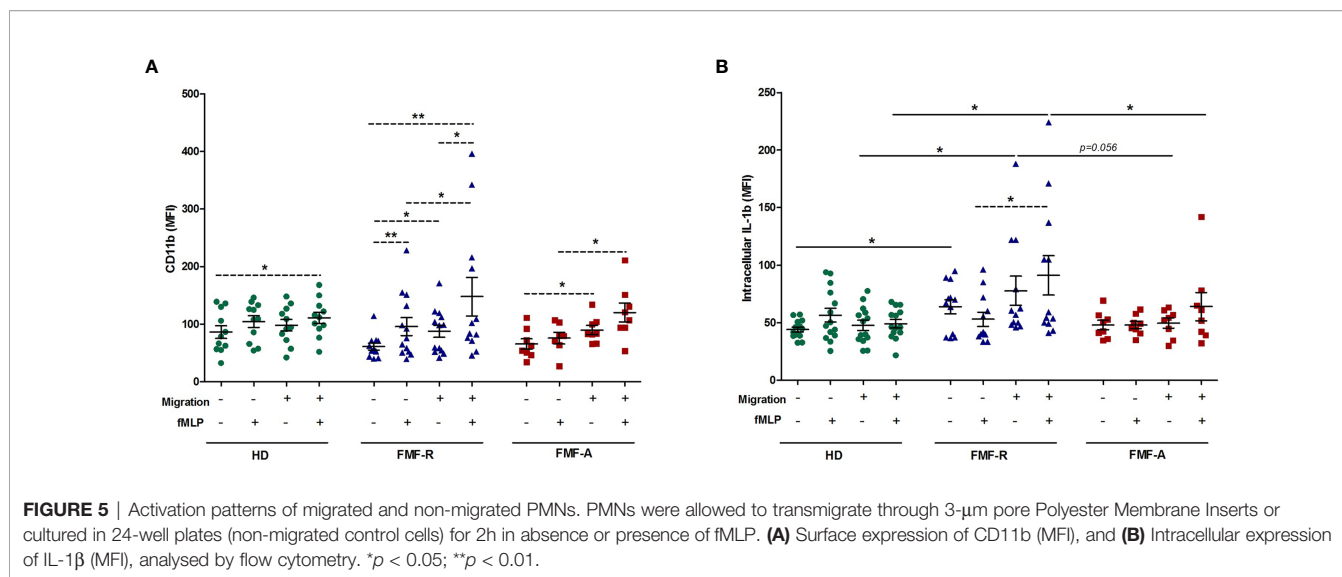 A
B
500
400
300
200
100
0
CD11b (MFI)
*
**
*
*
*
**
*
*
Migration - - + + - - + + - - + +
fMLP - + - + - + - + - + - +
HD FMF-R FMF-A
250
200
150
100
50
0
Intracellular IL-1b (MFI)
* *
* p=0.056
*
*
Migration - - + + - - + + - - + +
fMLP - + - + - + - + - + - +
HD FMF-R FMF-A
FIGURE 5 | Activation patterns of migrated and non-migrated PMNs. PMNs were allowed to transmigrate through 3-μm pore Polyester Membrane Inserts or
cultured in 24-well plates (non-migrated control cells) for 2h in absence or presence of fMLP. (A) Surface expression of CD11b (MFI), and (B) Intracellular expression
of IL-1β (MFI), analysed by flow cytometry. *p < 0.05; **p < 0.01.